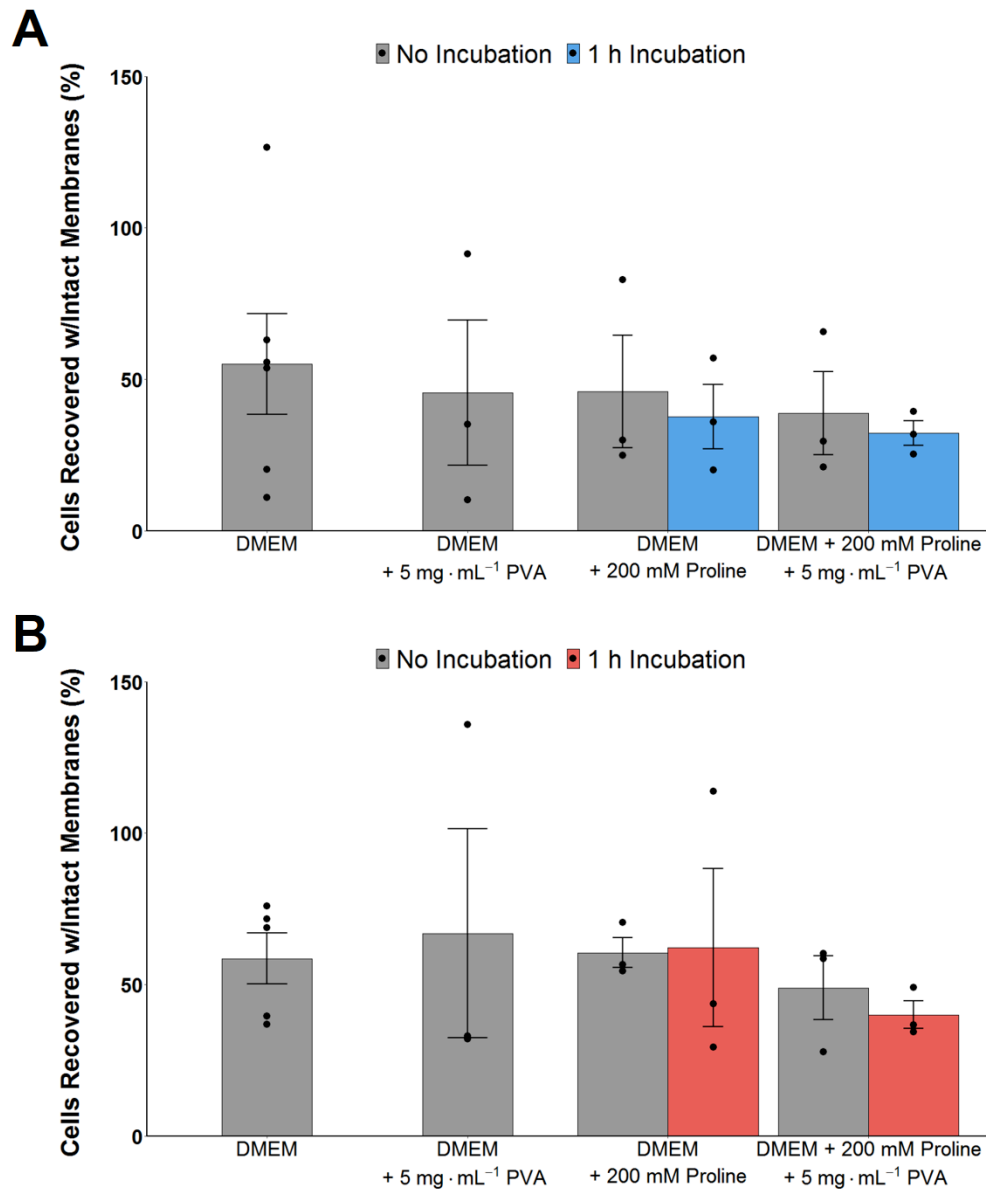 A
No Incubation 1 h Incubation
Cells Recovered w/Intact Membranes (%)
150
100
50
0
DMEM
DMEM
+ 5 mg · mL⁻¹ PVA
DMEM
+ 200 mM Proline
DMEM + 200 mM Proline
+ 5 mg · mL⁻¹ PVA
B
No Incubation 1 h Incubation
Cells Recovered w/Intact Membranes (%)
150
100
50
0
DMEM
DMEM
+ 5 mg · mL⁻¹ PVA
DMEM
+ 200 mM Proline
DMEM + 200 mM Proline
+ 5 mg · mL⁻¹ PVA